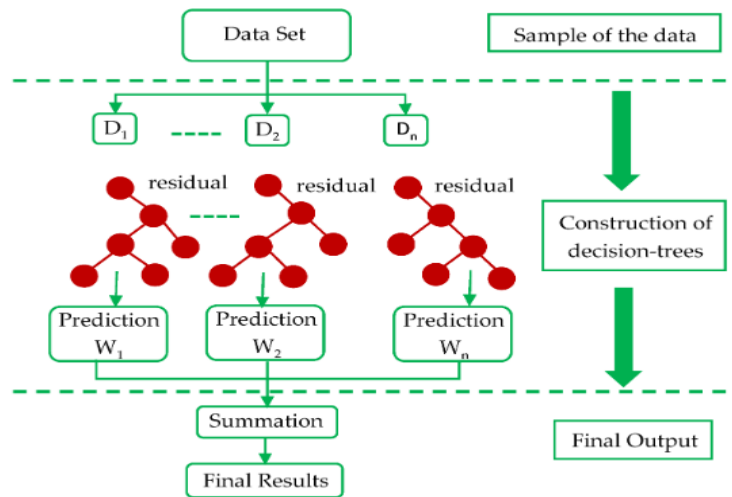 Data Set
Sample of the data
D₁
D₂
Dₙ
residual
residual
residual
Construction of
decision-trees
Prediction
W₁
Prediction
W₂
Prediction
Wₙ
Summation
Final Output
Final Results